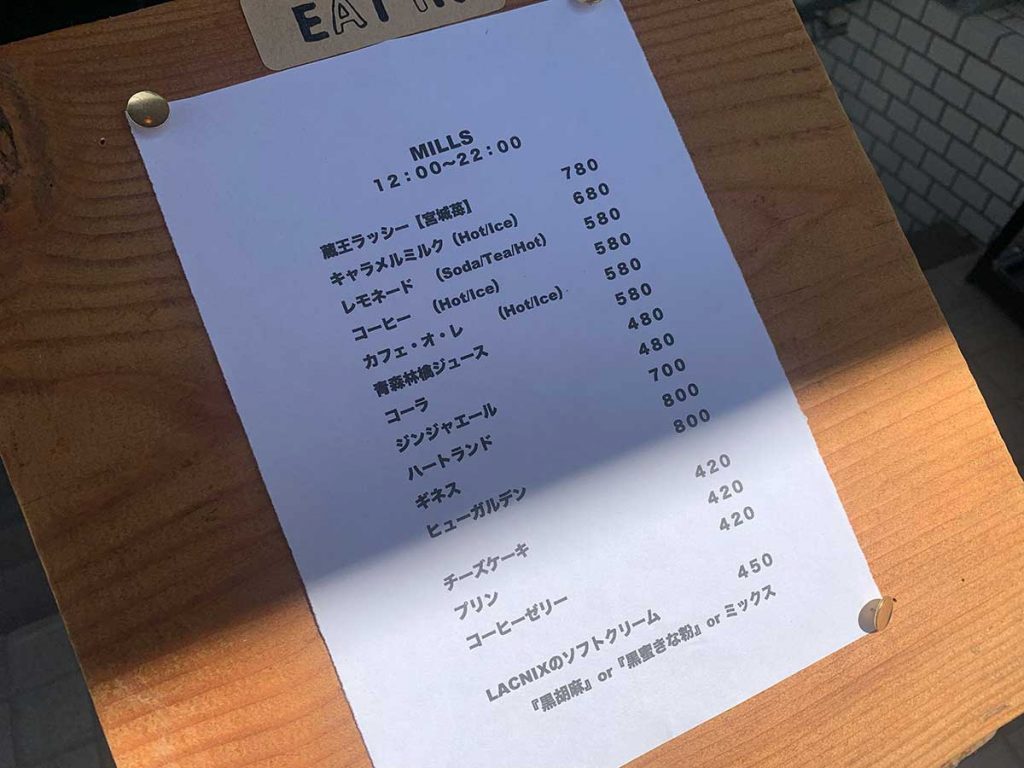 EAT IN
MILLS
12:00〜22:00
蔵王ラッシー【宮城苺】 780
キャラメルミルク (Hot/Ice) 680
レモネード (Soda/Tea/Hot) 580
コーヒー (Hot/Ice) 580
カフェ・オ・レ (Hot/Ice) 580
青森林檎ジュース 580
コーラ 480
ジンジャエール 480
ハートランド 700
ギネス 800
ヒューガルデン 800
チーズケーキ 420
プリン 420
コーヒーゼリー 420
LACNIXのソフトクリーム 450
『黒胡麻』or『黒蜜きな粉』or ミックス